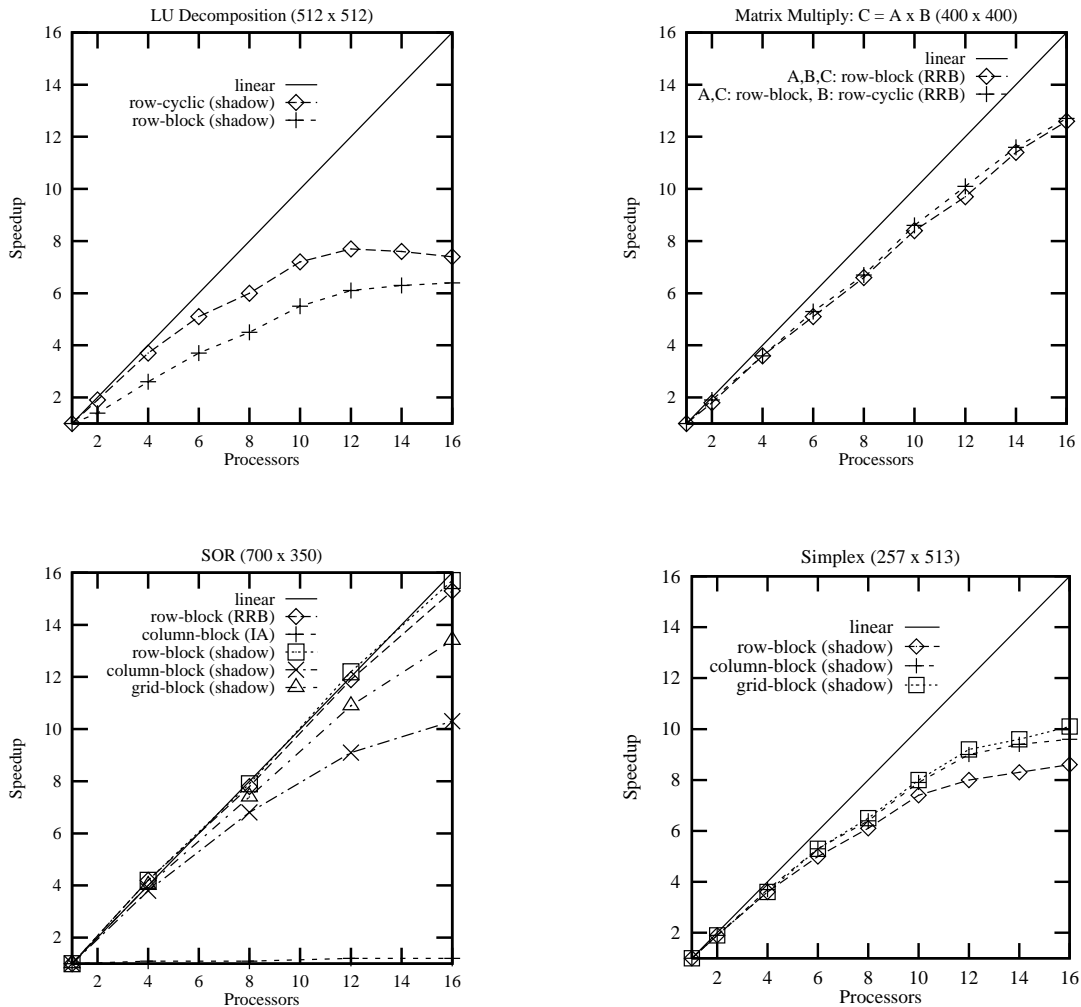 LU Decomposition (512 x 512)
16
14
12
10
8
6
4
2
Speedup
linear
row-cyclic (shadow)
row-block (shadow)
2 4 6 8 10 12 14 16
Processors
Matrix Multiply: C = A x B (400 x 400)
16
14
12
10
8
6
4
2
Speedup
linear
A,B,C: row-block (RRB)
A,C: row-block, B: row-cyclic (RRB)
2 4 6 8 10 12 14 16
Processors
SOR (700 x 350)
16
14
12
10
8
6
4
2
Speedup
linear
row-block (RRB)
column-block (IA)
row-block (shadow)
column-block (shadow)
grid-block (shadow)
2 4 6 8 10 12 14 16
Processors
Simplex (257 x 513)
16
14
12
10
8
6
4
2
Speedup
linear
row-block (shadow)
column-block (shadow)
grid-block (shadow)
2 4 6 8 10 12 14 16
Processors